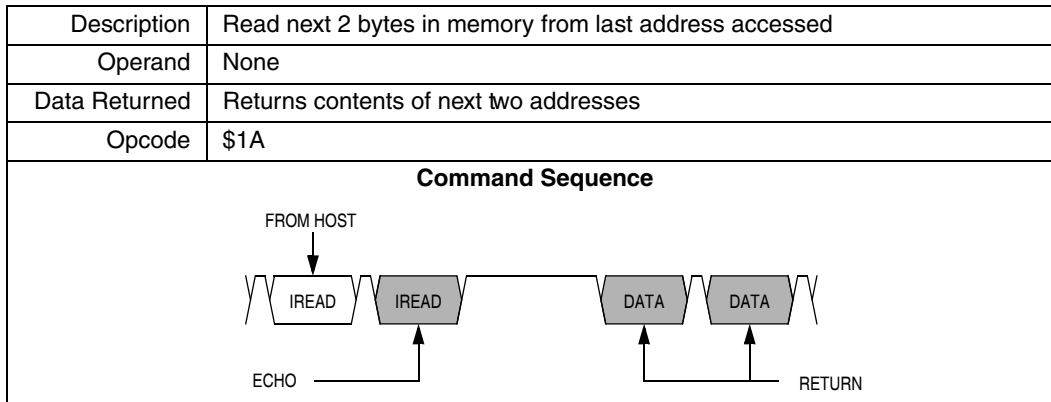 Description Read next 2 bytes in memory from last address accessed
Operand None
Data Returned Returns contents of next two addresses
Opcode $1A
Command Sequence
FROM HOST
IREAD IREAD DATA DATA
ECHO RETURN